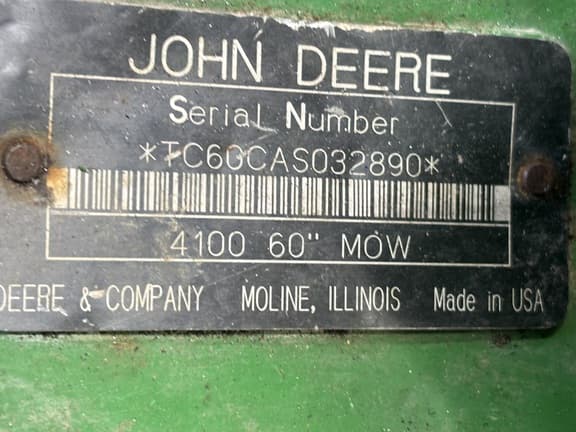 JOHN DEERE
Serial Number
*TC60CAS032890*
4100 60" MOW
DEERE & COMPANY MOLINE, ILLINOIS Made in USA